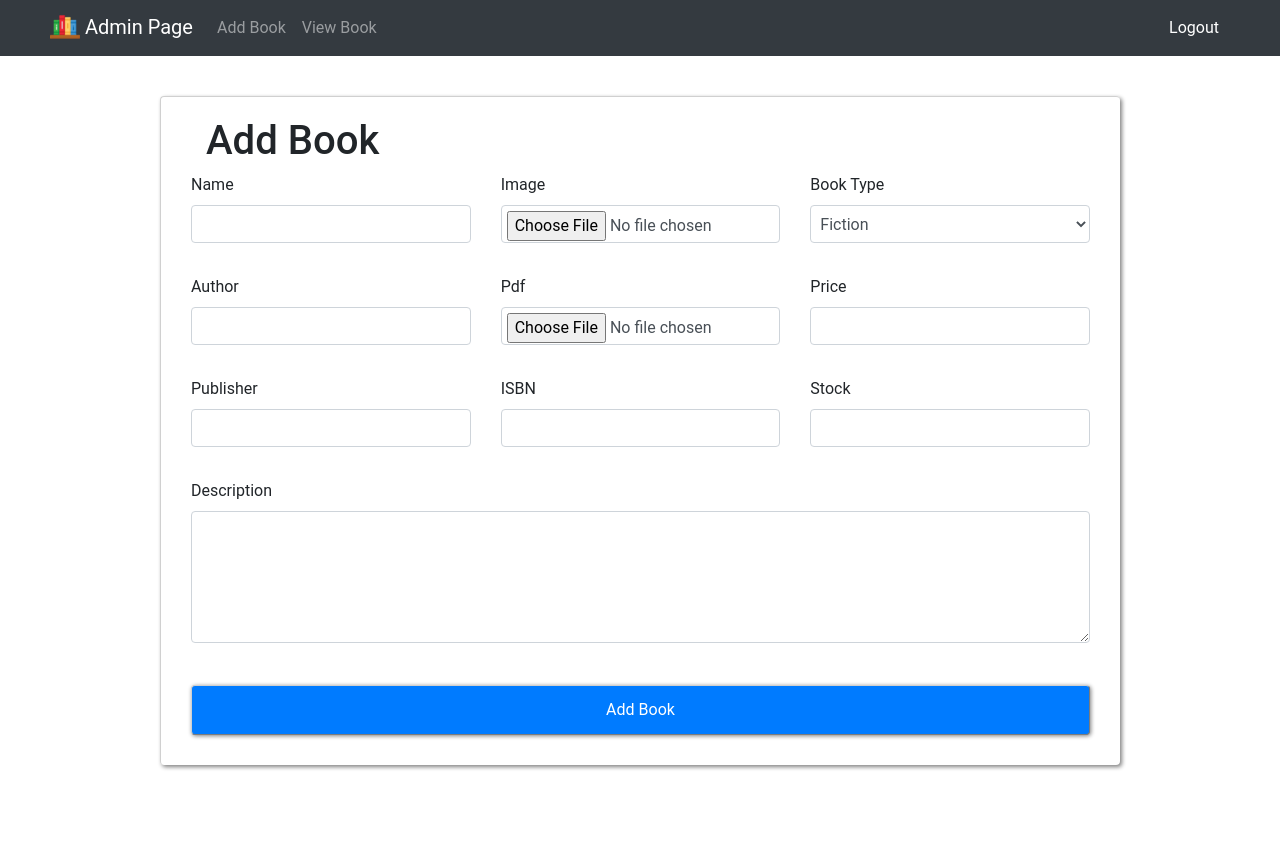 Admin Page Add Book View Book Logout
Add Book
Name Image Book Type
Choose File No file chosen Fiction
Author Pdf Price
Choose File No file chosen
Publisher ISBN Stock
Description
Add Book